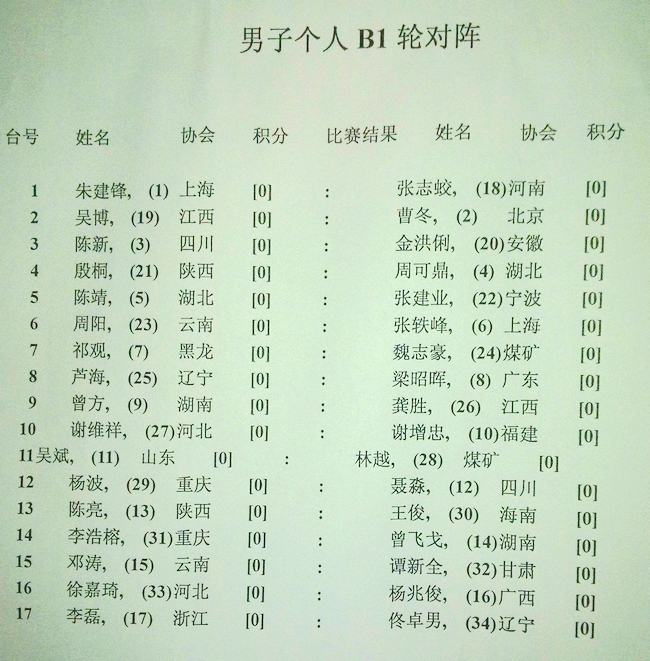 男子个人 B1 轮对阵
台号 姓名 协会 积分 比赛结果 姓名 协会 积分
1 朱建锋, (1) 上海 [0] : 张志蛟, (18)河南 [0]
2 吴博, (19) 江西 [0] : 曹冬, (2) 北京 [0]
3 陈新, (3) 四川 [0] : 金洪俐, (20)安徽 [0]
4 殷桐, (21) 陕西 [0] : 周可鼎, (4) 湖北 [0]
5 陈靖, (5) 湖北 [0] : 张建业, (22)宁波 [0]
6 周阳, (23) 云南 [0] : 张轶峰, (6) 上海 [0]
7 祁观, (7) 黑龙 [0] : 魏志豪, (24)煤矿 [0]
8 芦海, (25) 辽宁 [0] : 梁昭晖, (8) 广东 [0]
9 曾方, (9) 湖南 [0] : 龚胜, (26) 江西 [0]
10 谢维祥, (27)河北 [0] : 谢增忠, (10)福建 [0]
11吴斌, (11) 山东 [0] : 林越, (28) 煤矿 [0]
12 杨波, (29) 重庆 [0] : 聂淼, (12) 四川 [0]
13 陈亮, (13) 陕西 [0] : 王俊, (30) 海南 [0]
14 李浩榕, (31)重庆 [0] : 曾飞戈, (14)湖南 [0]
15 邓涛, (15) 云南 [0] : 谭新全, (32)甘肃 [0]
16 徐嘉琦, (33)河北 [0] : 杨兆俊, (16)广西 [0]
17 李磊, (17) 浙江 [0] : 佟卓男, (34)辽宁 [0]